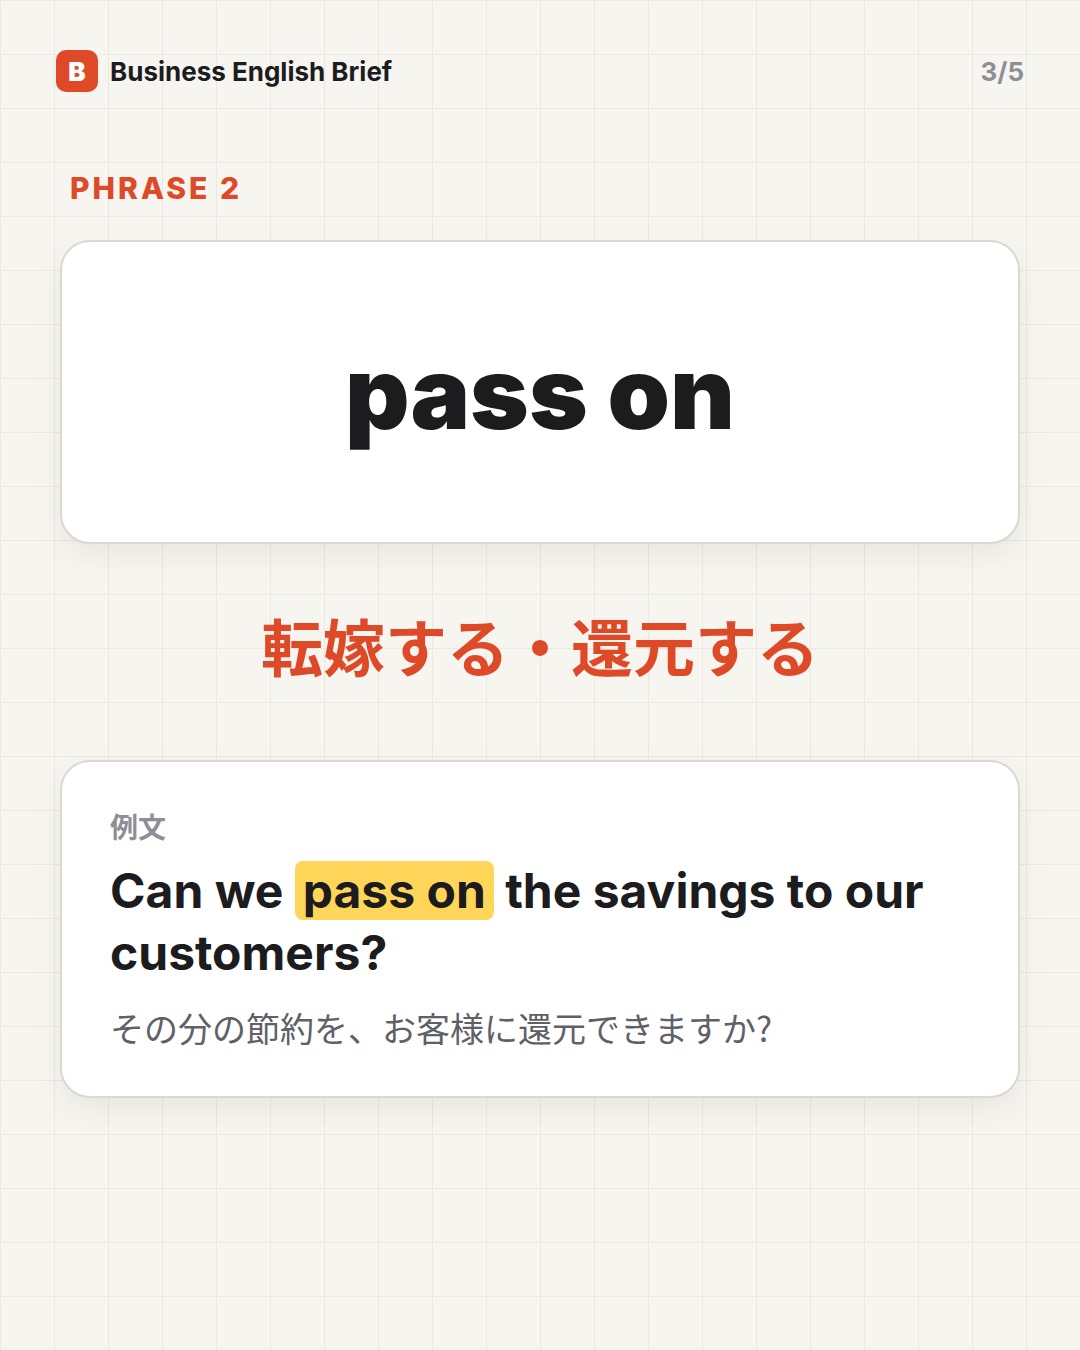 B Business English Brief
3/5
PHRASE 2
pass on
転嫁する・還元する
例文
Can we pass on the savings to our
customers?
その分の節約を、お客様に還元できますか?